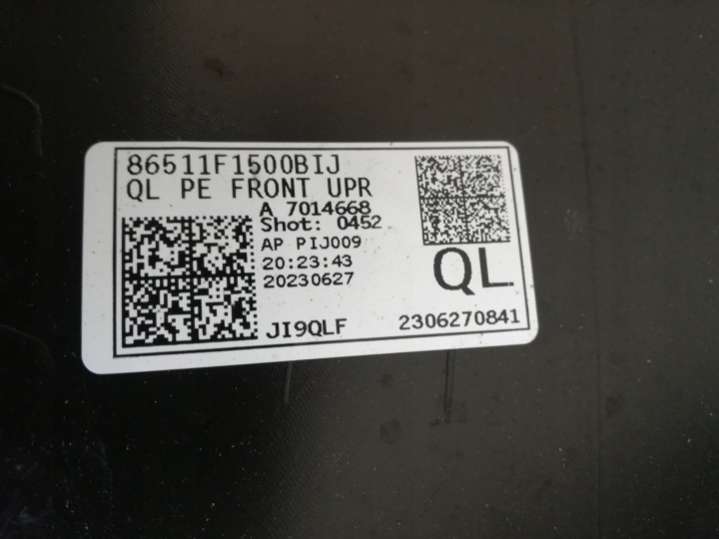 86511F1500BIJ
QL PE FRONT UPR
A 7014668
Shot: 0452
AP PIJ009
20:23:43
20230627
QL
JI9QLF
2306270841